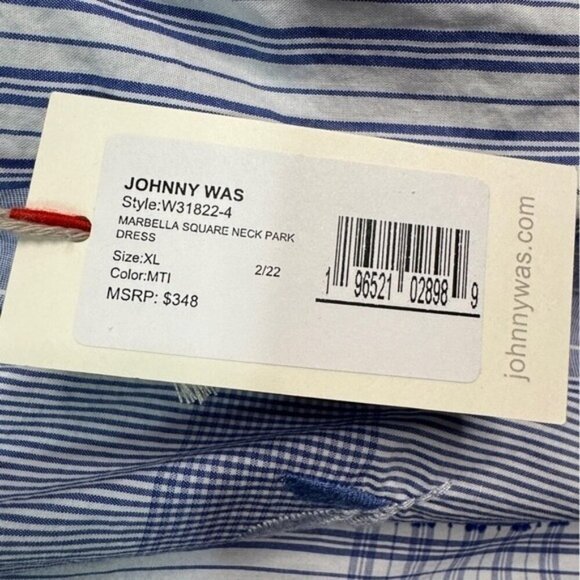 JOHNNY WAS
Style:W31822-4
MARBELLA SQUARE NECK PARK
DRESS
Size:XL 2/22
Color:MTI
MSRP: $348
1 96521 02898 9
johnnywas.com